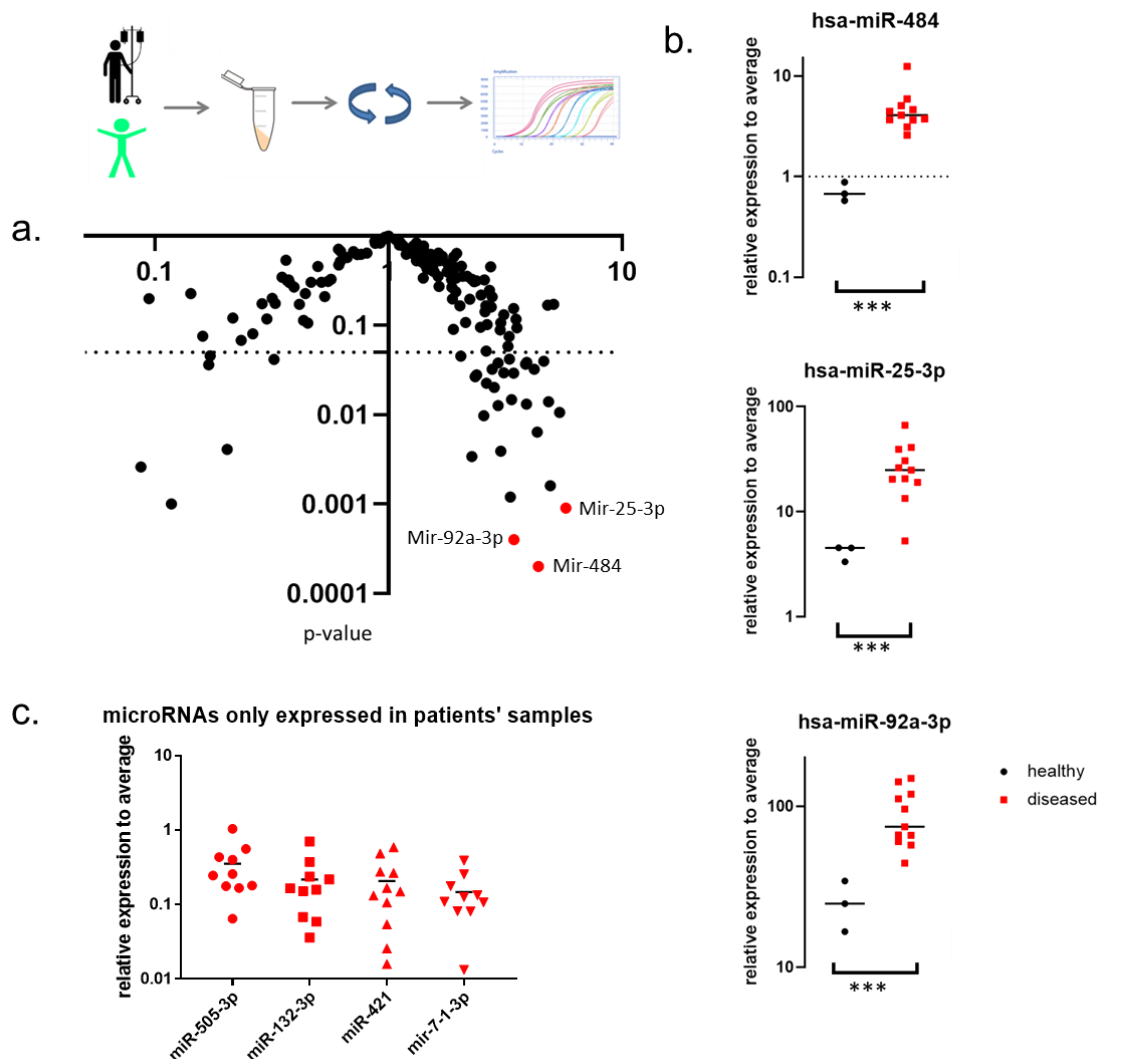 b.
hsa-miR-484
Amplification
Cycles
relative expression to average
10
1
0.1
***
a.
0.1
1
10
0.1
0.01
0.001
0.0001
Mir-25-3p
Mir-92a-3p
Mir-484
p-value
hsa-miR-25-3p
relative expression to average
100
10
1
***
c.
microRNAs only expressed in patients' samples
relative expression to average
10
1
0.1
0.01
miR-505-3p
miR-132-3p
miR-421
mir-7-1-3p
hsa-miR-92a-3p
relative expression to average
100
10
***
healthy
diseased